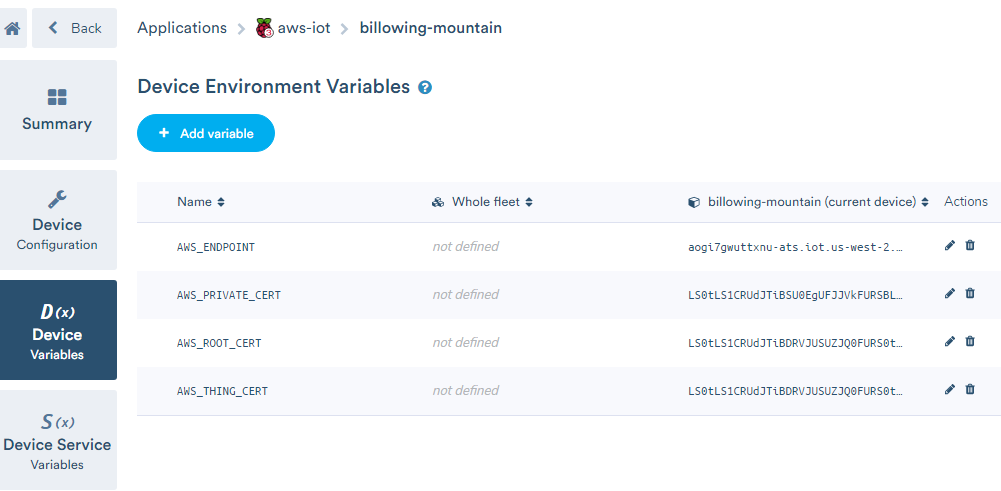 Back
Applications > aws-iot > billowing-mountain
Summary
Device
Configuration
D(x)
Device
Variables
S(x)
Device Service
Variables
Device Environment Variables ?
+ Add variable
Name Whole fleet billowing-mountain (current device) Actions
AWS_ENDPOINT not defined aogi7gwuttxnu-ats.iot.us-west-2.…
AWS_PRIVATE_CERT not defined LS0tLS1CRUdJTiBSU0EgUFJJVkFURSBL…
AWS_ROOT_CERT not defined LS0tLS1CRUdJTiBDRVJUSUZJQ0FURS0t…
AWS_THING_CERT not defined LS0tLS1CRUdJTiBDRVJUSUZJQ0FURS0t…